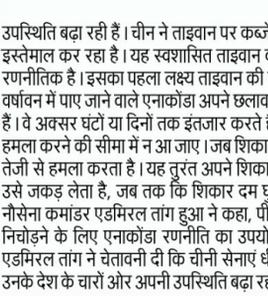 उपस्थिति बढ़ा रही हैं। चीन ने ताइवान पर कब्जे
इस्तेमाल कर रहा है। यह स्वशासित ताइवान
रणनीतिक है। इसका पहला लक्ष्य ताइवान की
वर्षावन में पाए जाने वाले एनाकोंडा अपने छलाव
हैं। वे अक्सर घंटों या दिनों तक इंतजार करते
हमला करने की सीमा में न आ जाए। जब शिका
तेजी से हमला करता है। यह तुरंत अपने शिका
उसे जकड़ लेता है, जब तक कि शिकार दम घ
नौसेना कमांडर एडमिरल तांग हुआ ने कहा, पी
निचोड़ने के लिए एनाकोंडा रणनीति का उपयो
एडमिरल तांग ने चेतावनी दी कि चीनी सेनाएं ध
उनके देश के चारों ओर अपनी उपस्थिति बढ़ा रह